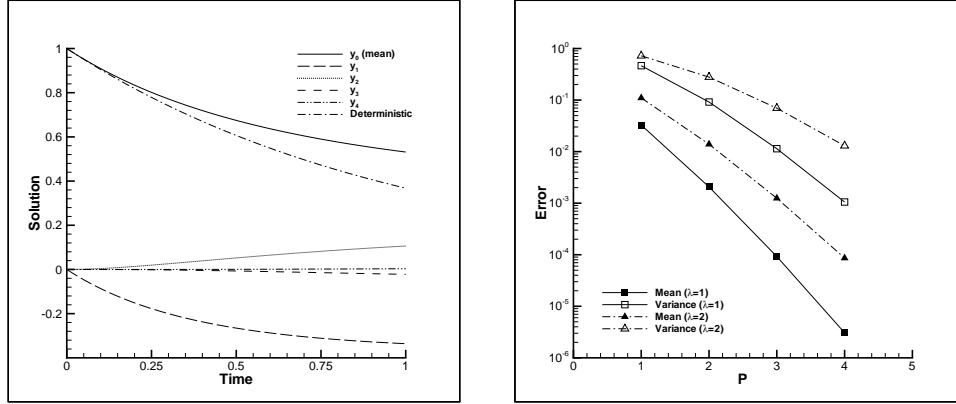 1
0.8
0.6
0.4
0.2
0
-0.2
Solution
0
0.25
0.5
0.75
1
Time
y0 (mean)
y1
y2
y3
y4
Deterministic
10^0
10^-1
10^-2
10^-3
10^-4
10^-5
10^-6
Error
0
1
2
3
4
5
P
Mean (λ=1)
Variance (λ=1)
Mean (λ=2)
Variance (λ=2)